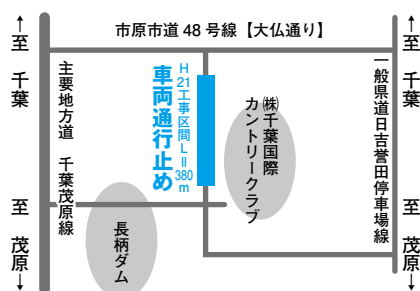 市原市道48号線【大仏通り】
←至 千葉
至 茂原→
主要地方道 千葉茂原線
車両通行止め
H21工事区間L=380m
㈱千葉国際
カントリークラブ
長柄ダム
一般県道日吉誉田停車場線
←至 千葉
至 茂原→